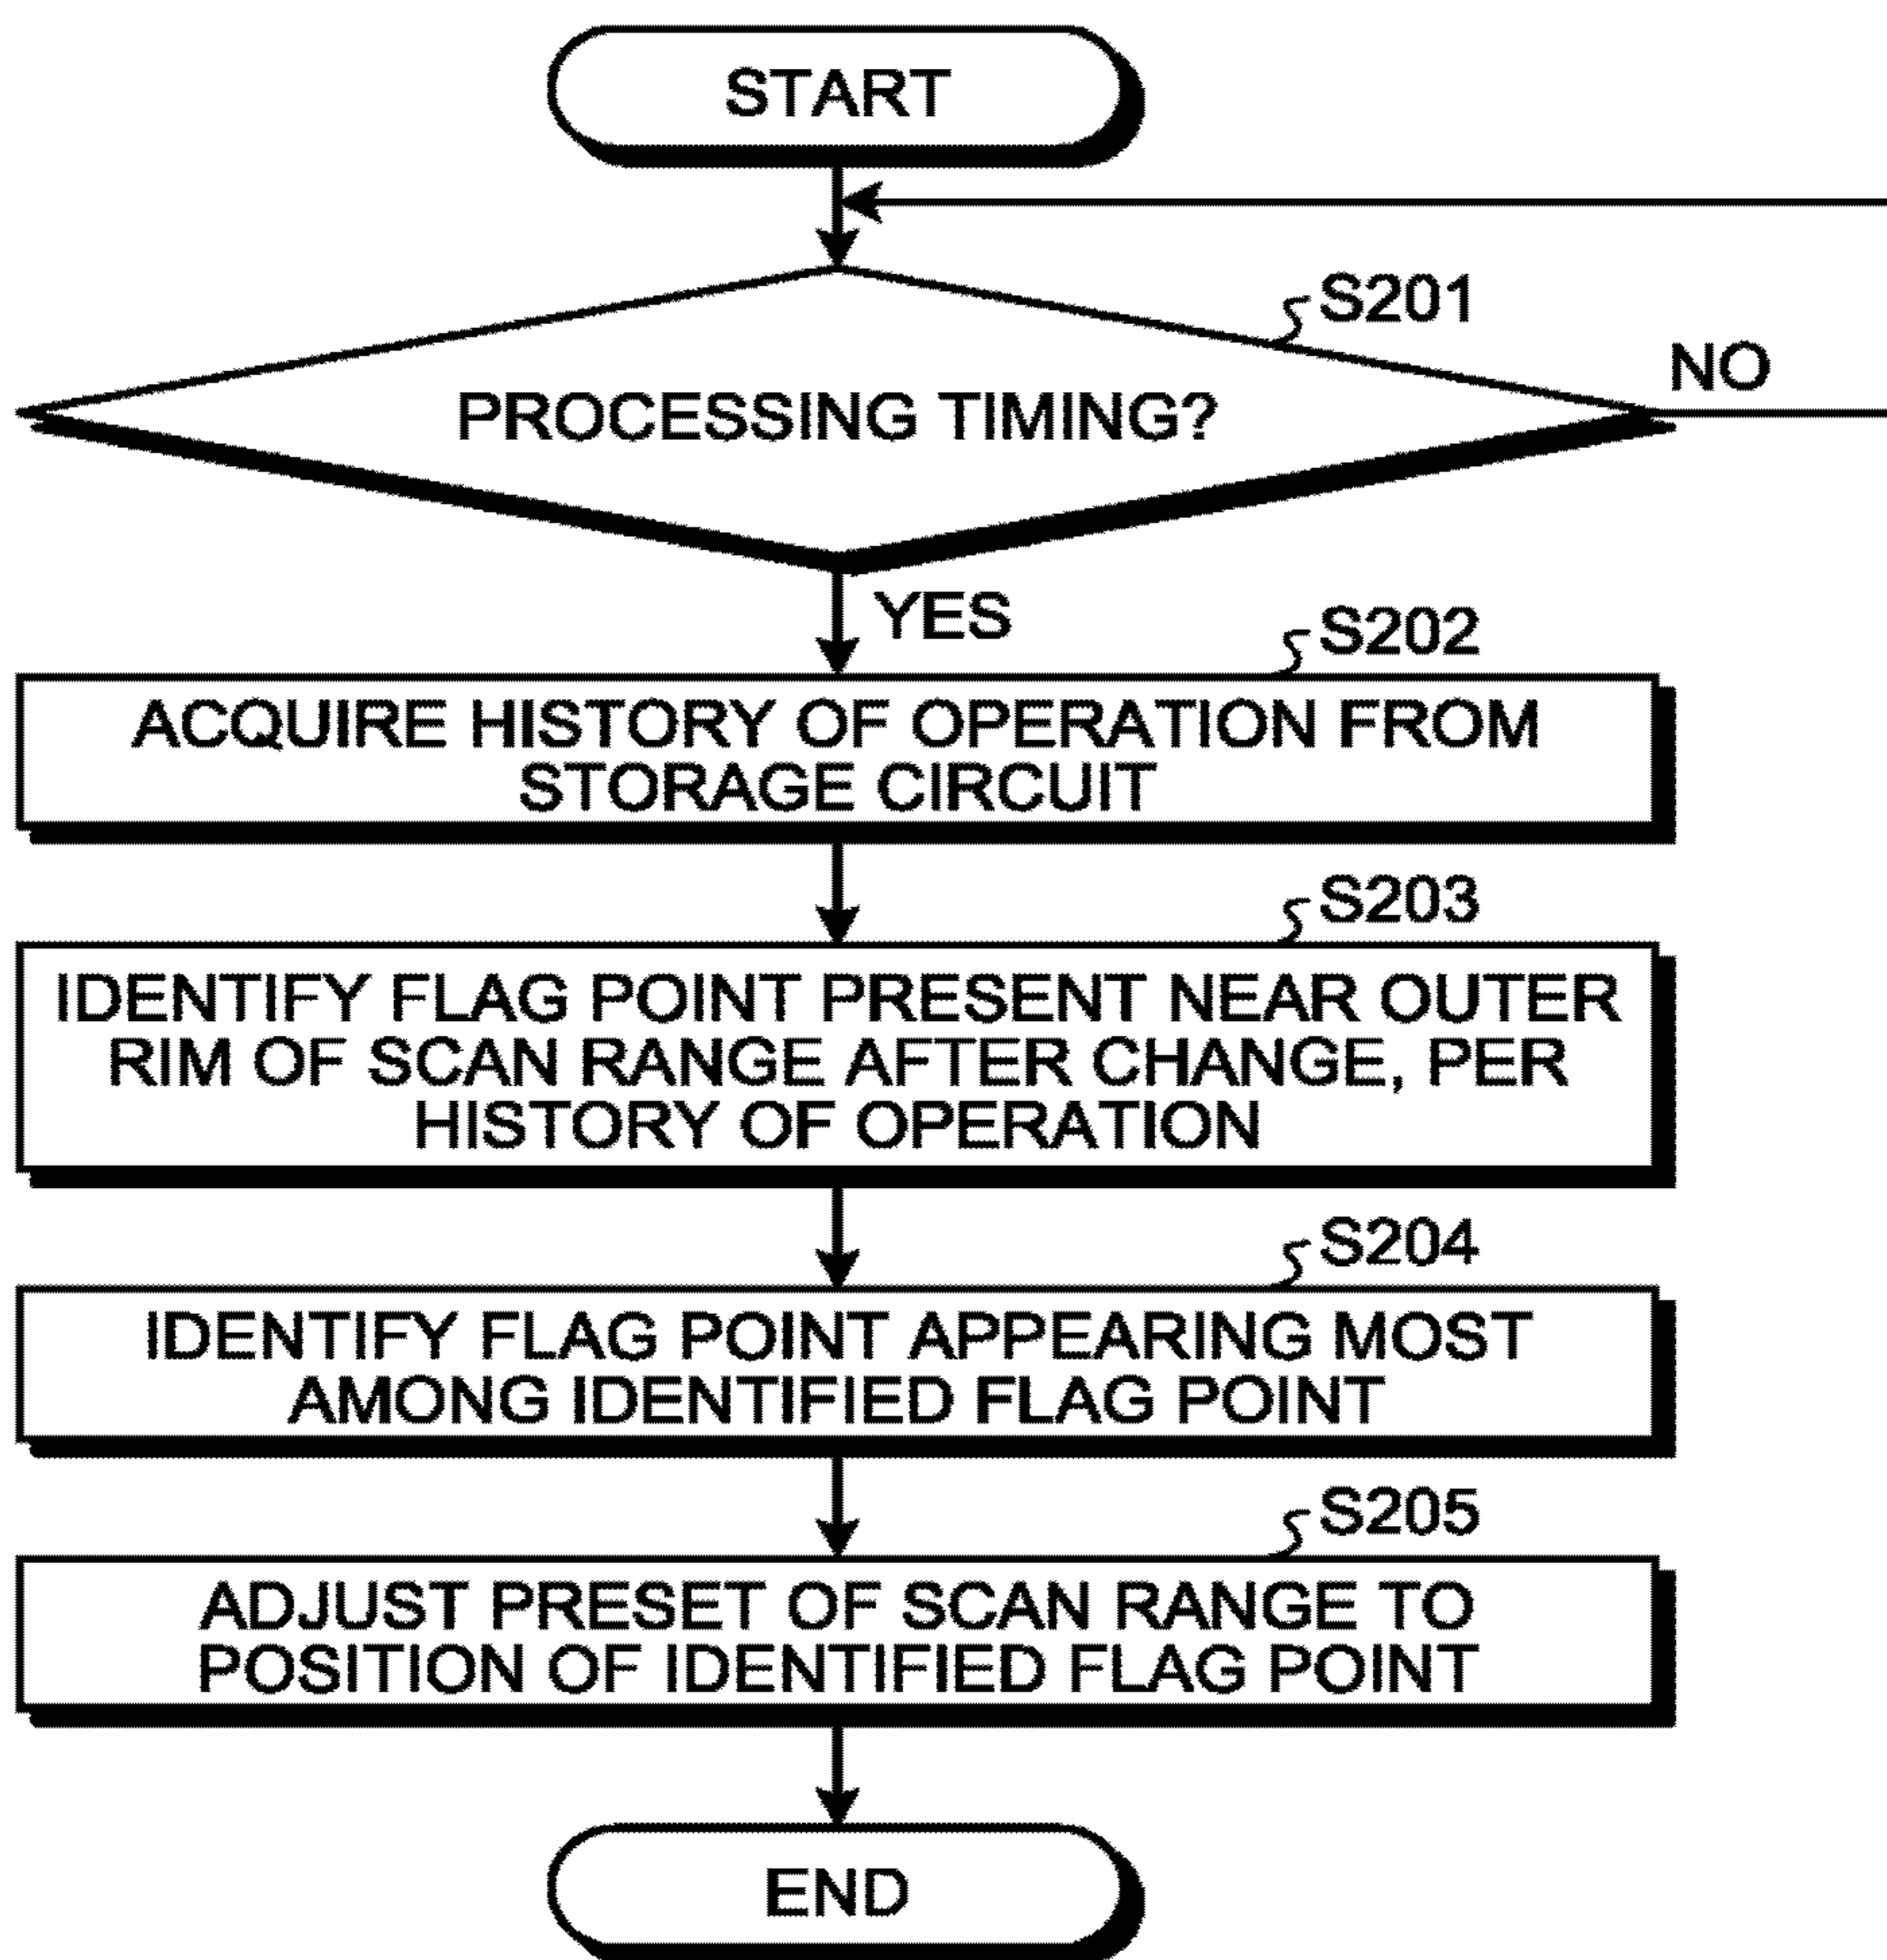 START
S201
NO
PROCESSING TIMING?
YES
S202
ACQUIRE HISTORY OF OPERATION FROM
STORAGE CIRCUIT
S203
IDENTIFY FLAG POINT PRESENT NEAR OUTER
RIM OF SCAN RANGE AFTER CHANGE, PER
HISTORY OF OPERATION
S204
IDENTIFY FLAG POINT APPEARING MOST
AMONG IDENTIFIED FLAG POINT
S205
ADJUST PRESET OF SCAN RANGE TO
POSITION OF IDENTIFIED FLAG POINT
END